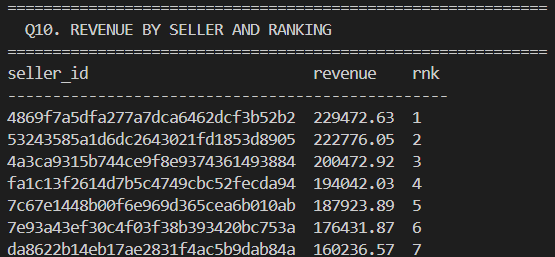 ============================================================
Q10. REVENUE BY SELLER AND RANKING
============================================================
seller_id revenue rnk
-------------------------------------------------
4869f7a5dfa277a7dca6462dcf3b52b2 229472.63 1
53243585a1d6dc2643021fd1853d8905 222776.05 2
4a3ca9315b744ce9f8e9374361493884 200472.92 3
fa1c13f2614d7b5c4749cbc52fecda94 194042.03 4
7c67e1448b00f6e969d365cea6b010ab 187923.89 5
7e93a43ef30c4f03f38b393420bc753a 176431.87 6
da8622b14eb17ae2831f4ac5b9dab84a 160236.57 7